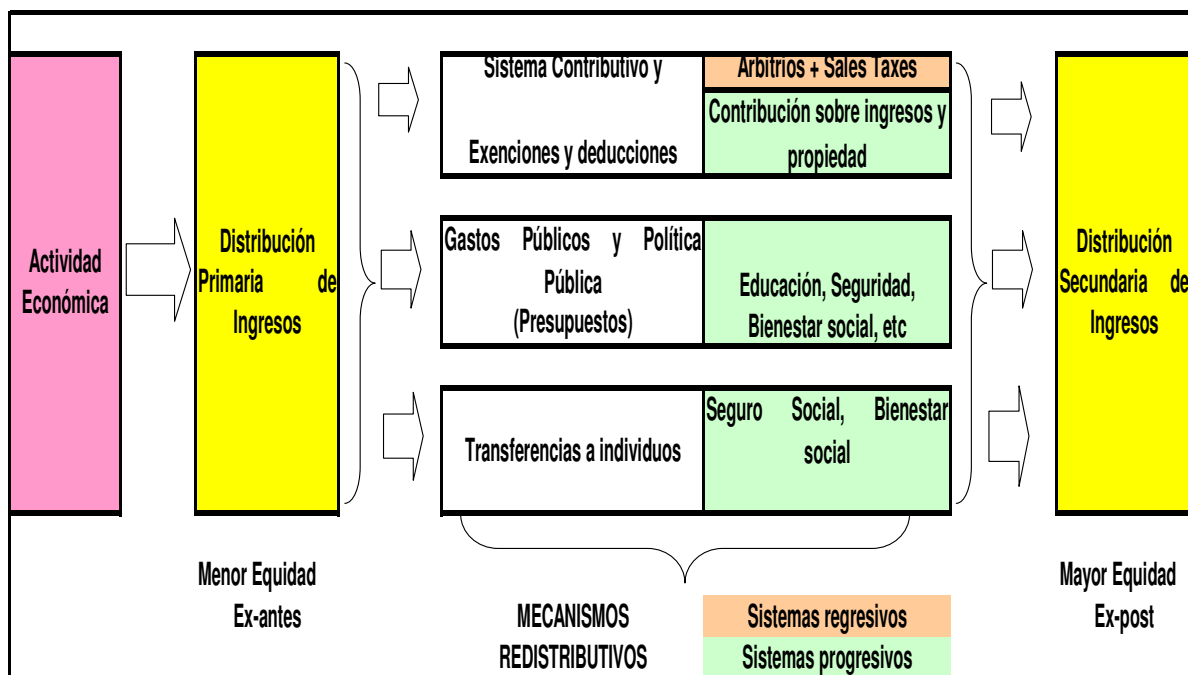 Actividad
Económica
Distribución
Primaria de
Ingresos
Sistema Contributivo y
Exenciones y deducciones
Arbitrios + Sales Taxes
Contribución sobre ingresos y
propiedad
Gastos Públicos y Política
Pública
(Presupuestos)
Educación, Seguridad,
Bienestar social, etc
Transferencias a individuos
Seguro Social, Bienestar
social
Distribución
Secundaria de
Ingresos
Menor Equidad
Ex-antes
MECANISMOS
REDISTRIBUTIVOS
Sistemas regresivos
Sistemas progresivos
Mayor Equidad
Ex-post